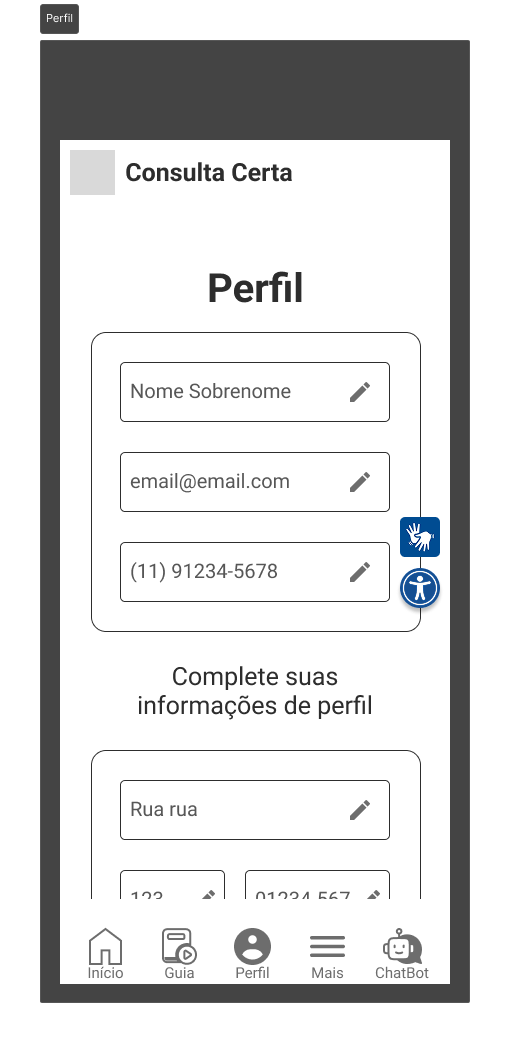 Perfil
Consulta Certa
Perfil
Nome Sobrenome
email@email.com
(11) 91234-5678
Complete suas
informações de perfil
Rua rua
123 01234-567
Início Guia Perfil Mais ChatBot